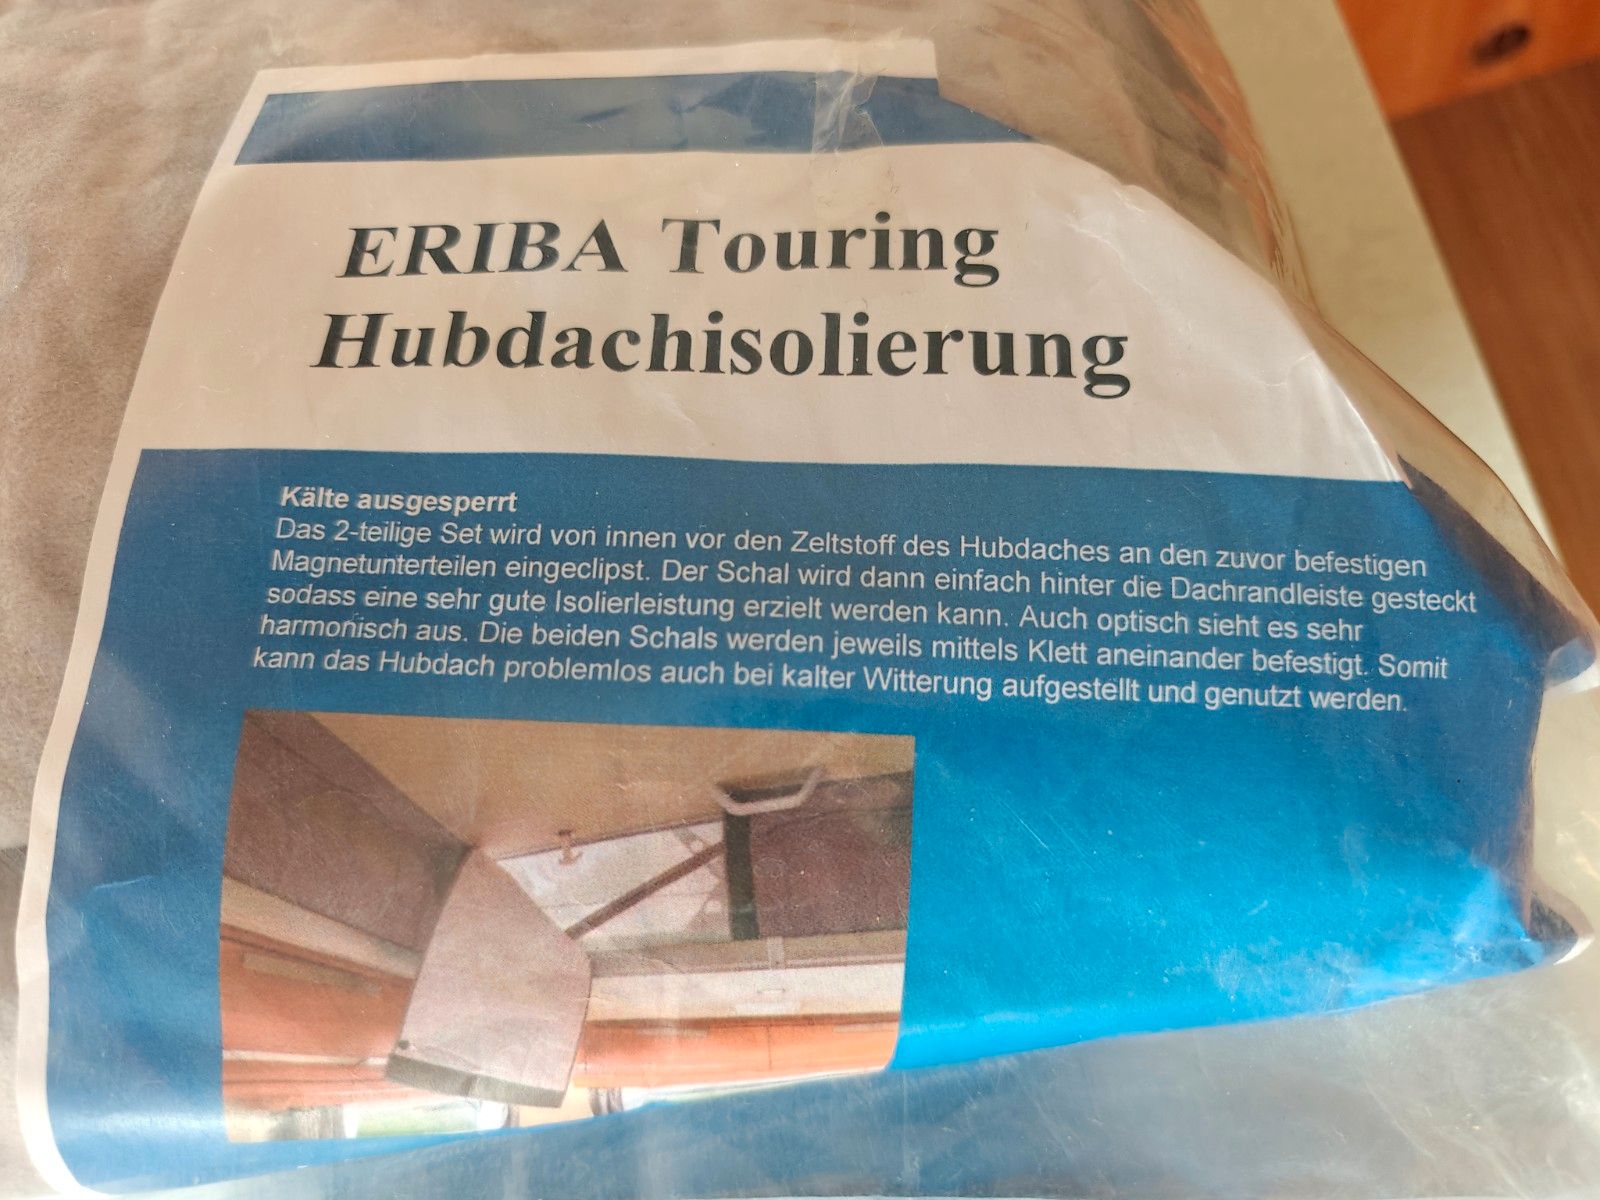 ERIBA Touring
Hubdachisolierung
Kälte ausgesperrt
Das 2-teilige Set wird von innen vor den Zeltstoff des Hubdaches an den zuvor befestigen
Magnetunterteilen eingeclipst. Der Schal wird dann einfach hinter die Dachrandleiste gesteckt
sodass eine sehr gute Isolierleistung erzielt werden kann. Auch optisch sieht es sehr
harmonisch aus. Die beiden Schals werden jeweils mittels Klett aneinander befestigt. Somit
kann das Hubdach problemlos auch bei kalter Witterung aufgestellt und genutzt werden.